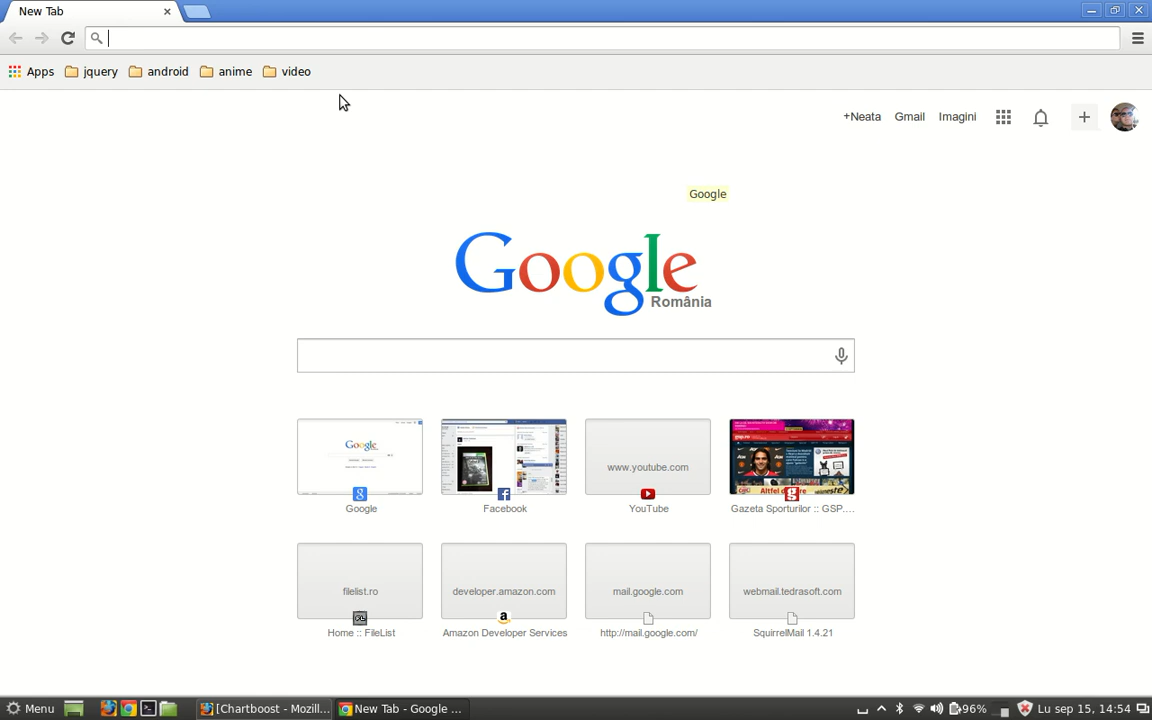 New Tab
Apps jquery android anime video
+Neata Gmail Imagini
Google
Google
România
www.youtube.com
Google Facebook YouTube Gazeta Sporturilor :: GSP....
filelist.ro developer.amazon.com mail.google.com webmail.tedrasoft.com
Home :: FileList Amazon Developer Services http://mail.google.com/ SquirrelMail 1.4.21
Menu [Chartboost - Mozill... New Tab - Google ... 96% Lu sep 15, 14:54